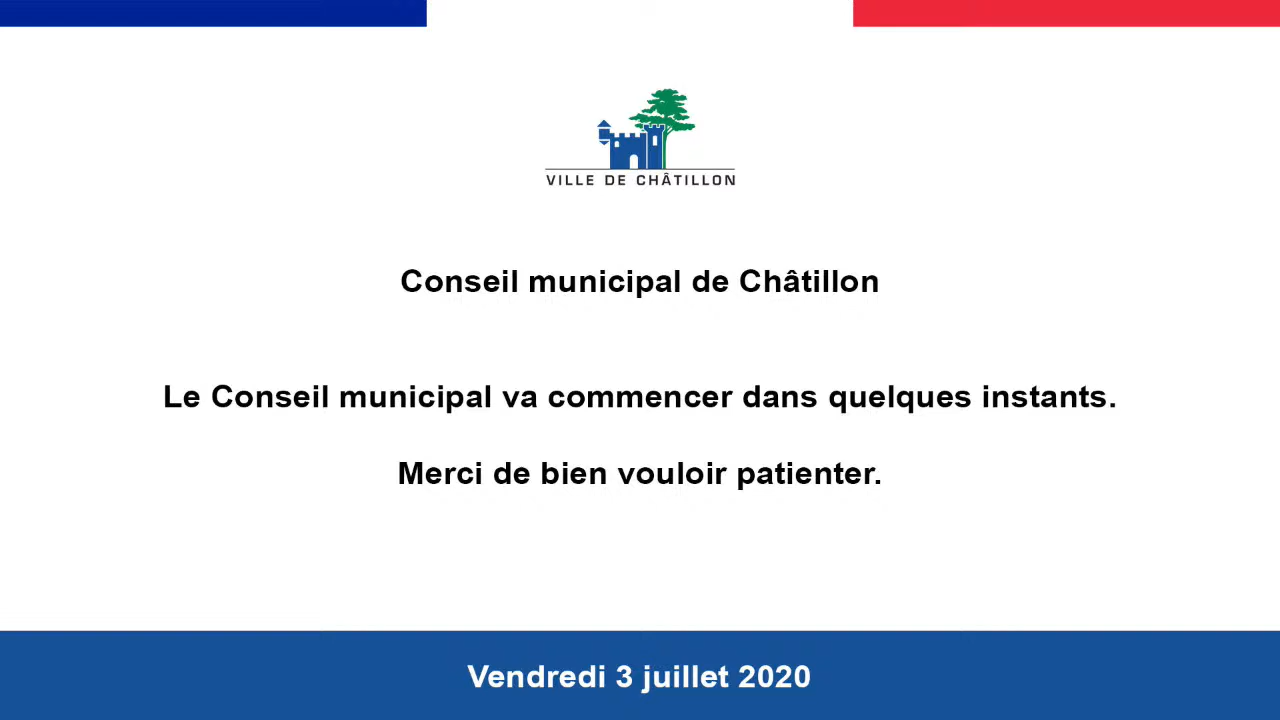 VILLE DE CHÂTILLON
Conseil municipal de Châtillon
Le Conseil municipal va commencer dans quelques instants.
Merci de bien vouloir patienter.
Vendredi 3 juillet 2020